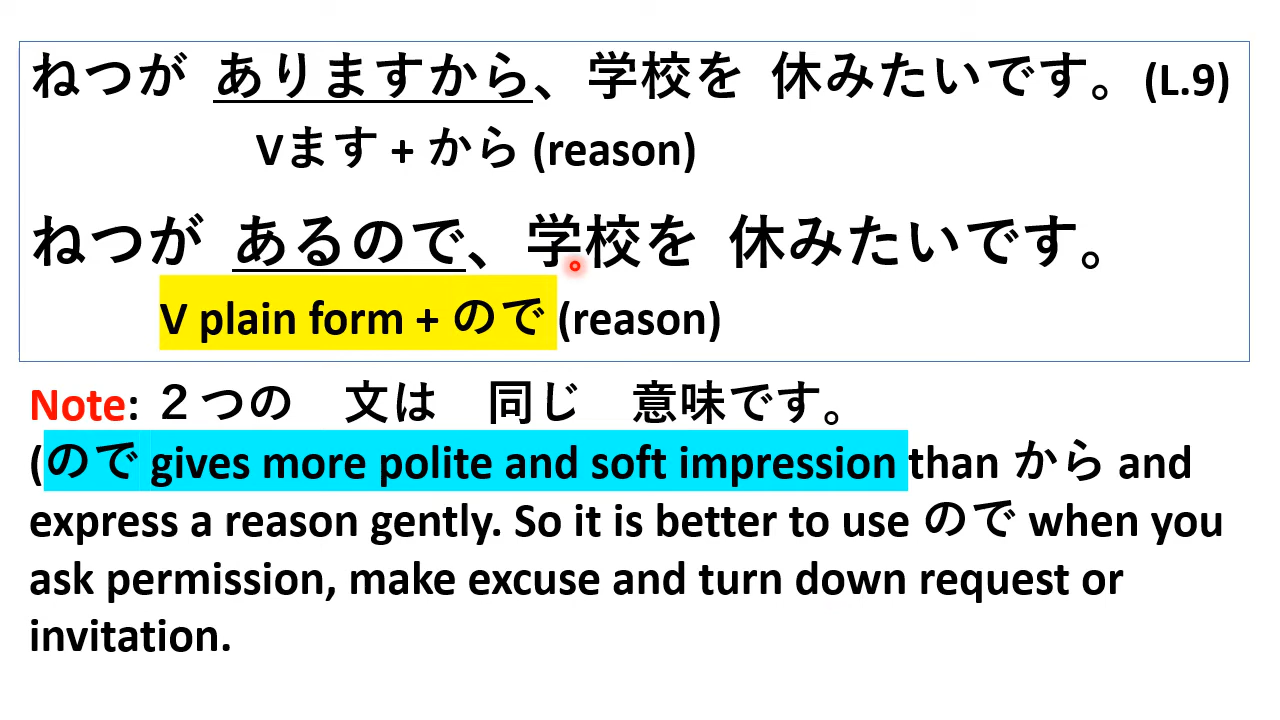 ねつが ありますから、学校を 休みたいです。(L.9)
Vます + から (reason)
ねつが あるので、学校を 休みたいです。
V plain form + ので (reason)
Note: ２つの　文は　同じ　意味です。
(ので gives more polite and soft impression than から and
express a reason gently. So it is better to use ので when you
ask permission, make excuse and turn down request or
invitation.